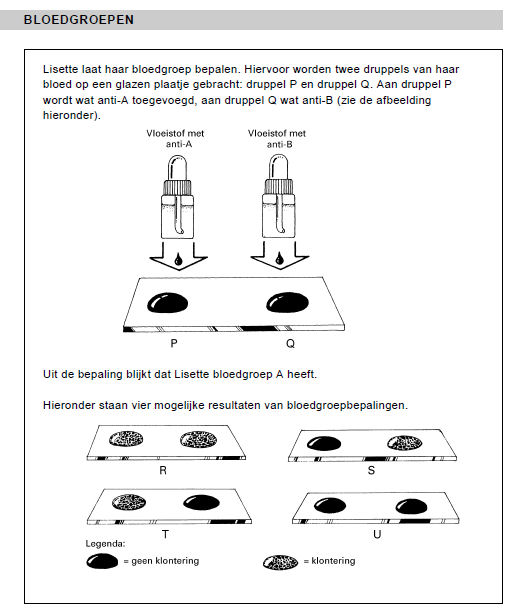 BLOEDGROEPEN
Lisette laat haar bloedgroep bepalen. Hiervoor worden twee druppels van haar
bloed op een glazen plaatje gebracht: druppel P en druppel Q. Aan druppel P
wordt wat anti-A toegevoegd, aan druppel Q wat anti-B (zie de afbeelding
hieronder).
Vloeistof met
anti-A
Vloeistof met
anti-B
P
Q
Uit de bepaling blijkt dat Lisette bloedgroep A heeft.
Hieronder staan vier mogelijke resultaten van bloedgroepbepalingen.
R
S
T
U
Legenda:
= geen klontering
= klontering